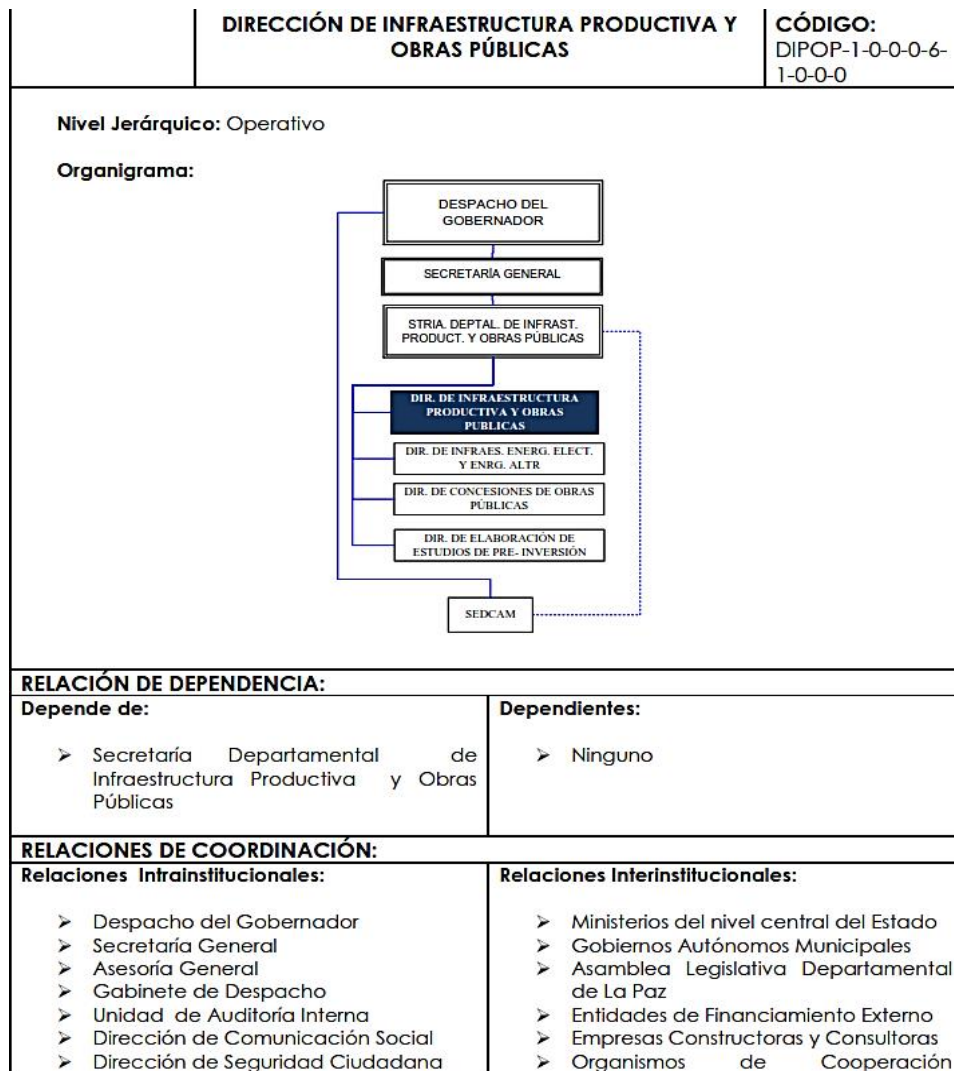 DIRECCIÓN DE INFRAESTRUCTURA PRODUCTIVA Y
OBRAS PÚBLICAS
CÓDIGO:
DIPOP-1-0-0-0-6-
1-0-0-0
Nivel Jerárquico: Operativo
Organigrama:
DESPACHO DEL
GOBERNADOR
SECRETARÍA GENERAL
STRIA. DEPTAL. DE INFRAST.
PRODUCT. Y OBRAS PÚBLICAS
DIR. DE INFRAESTRUCTURA
PRODUCTIVA Y OBRAS
PUBLICAS
DIR. DE INFRAES. ENERG. ELECT.
Y ENRG. ALTR
DIR. DE CONCESIONES DE OBRAS
PÚBLICAS
DIR. DE ELABORACIÓN DE
ESTUDIOS DE PRE- INVERSIÓN
SEDCAM
RELACIÓN DE DEPENDENCIA:
Depende de:
➢ Secretaría Departamental de
Infraestructura Productiva y Obras
Públicas
Dependientes:
➢ Ninguno
RELACIONES DE COORDINACIÓN:
Relaciones Intrainstitucionales:
➢ Despacho del Gobernador
➢ Secretaría General
➢ Asesoría General
➢ Gabinete de Despacho
➢ Unidad de Auditoría Interna
➢ Dirección de Comunicación Social
➢ Dirección de Seguridad Ciudadana
Relaciones Interinstitucionales:
➢ Ministerios del nivel central del Estado
➢ Gobiernos Autónomos Municipales
➢ Asamblea Legislativa Departamental
de La Paz
➢ Entidades de Financiamiento Externo
➢ Empresas Constructoras y Consultoras
➢ Organismos de Cooperación